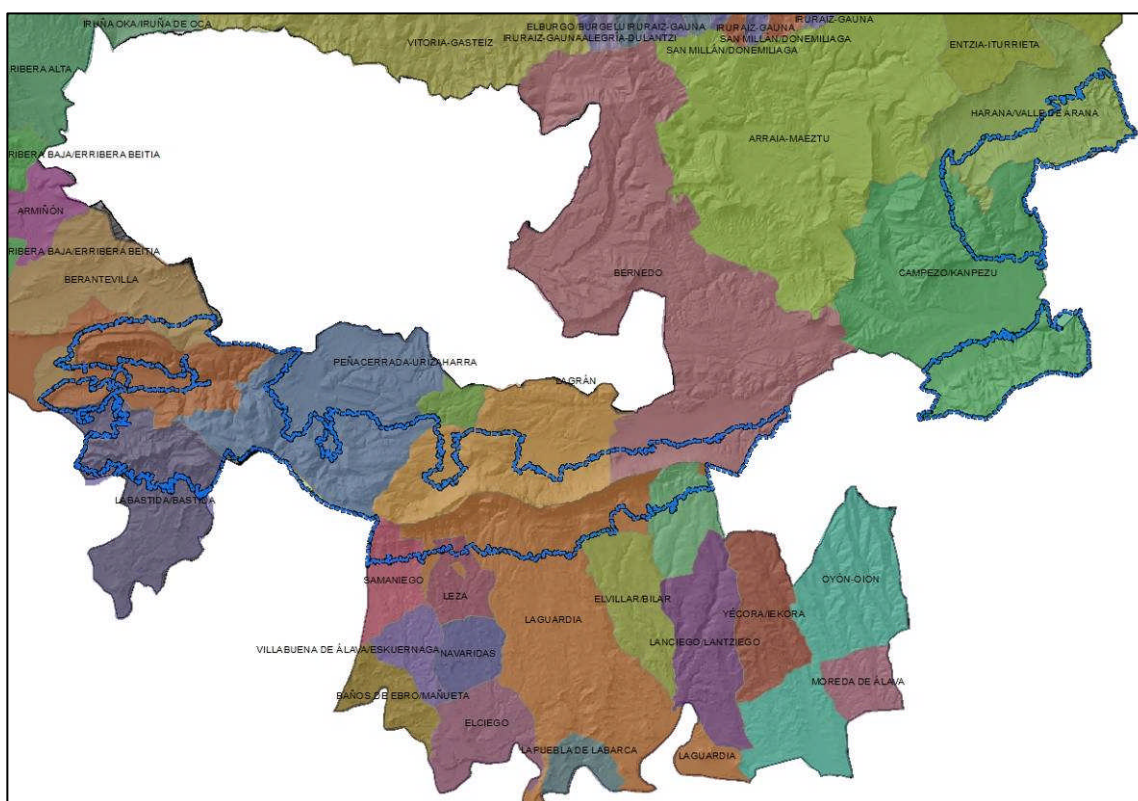 IRUÑA OKA/IRUÑA DE OCA
ELBURGO/BURGELU
IRURAIZ-GAUNA
IRURAIZ-GAUNA
IRURAIZ-GAUNA
VITORIA-GASTEIZ
IRURAIZ-GAUNA
ALEGRÍA-DULANTZI
SAN MILLÁN/DONEMILIAGA
SAN MILLÁN/DONEMILIAGA
ENTZIA-ITURRIETA
RIBERA ALTA
HARANA/VALLE DE ARANA
ARRAIA-MAEZTU
RIBERA BAJA/ERRIBERA BEITIA
ARMIÑÓN
RIBERA BAJA/ERRIBERA BEITIA
BERANTEVILLA
BERNEDO
CAMPEZO/KANPEZU
PEÑACERRADA-URIZAHARRA
LAGRÁN
LABASTIDA/BASTIDA
SAMANIEGO
LEZA
LAGUARDIA
ELVILLAR/BILAR
OYÓN-OION
YÉCORA/IEKORA
LANCIEGO/LANTZIEGO
VILLABUENA DE ÁLAVA/ESKUERNAGA
NAVARIDAS
MOREDA DE ÁLAVA
BAÑOS DE EBRO/MAÑUETA
ELCIEGO
LAPUEBLA DE LABARCA
LAGUARDIA